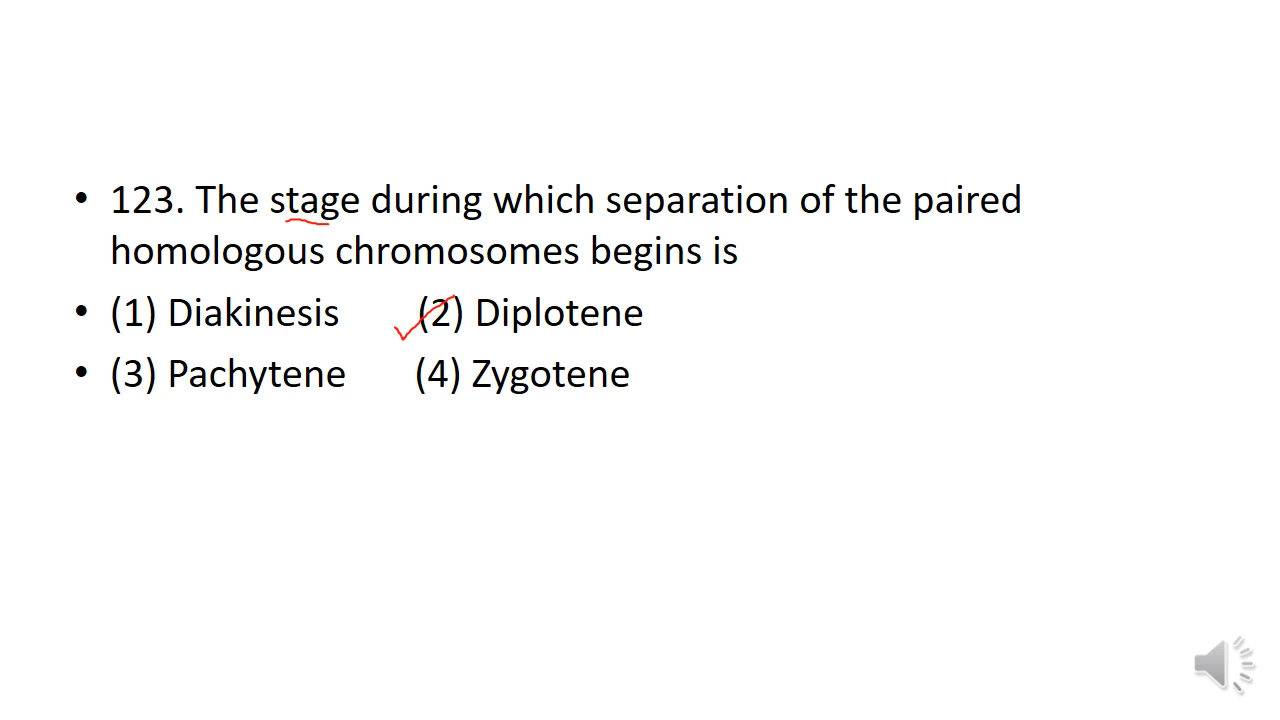 • 123. The stage during which separation of the paired
homologous chromosomes begins is
• (1) Diakinesis (2) Diplotene
• (3) Pachytene (4) Zygotene